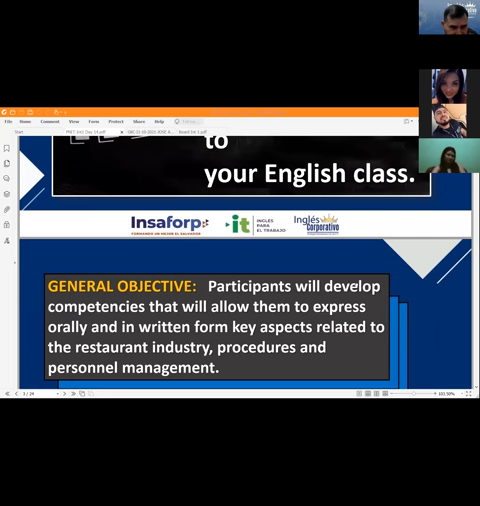 File Home Comment View Form Protect Share Help
Start
to
your English class.
Insaforp
FORMANDO UN MEJOR EL SALVADOR
it
INGLÉS
PARA
EL TRABAJO
Inglés
Corporativo
GENERAL OBJECTIVE: Participants will develop
competencies that will allow them to express
orally and in written form key aspects related to
the restaurant industry, procedures and
personnel management.
3 / 24
103.50%